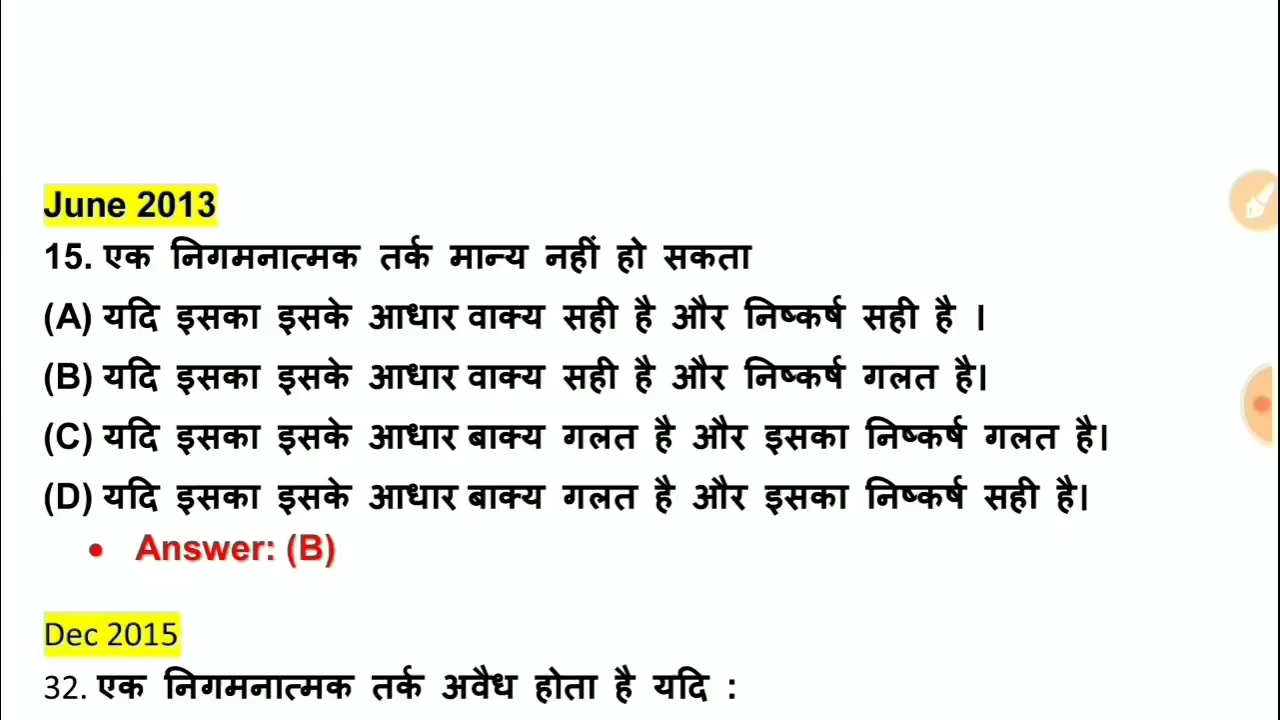 June 2013
15. एक निगमनात्मक तर्क मान्य नहीं हो सकता
(A) यदि इसका इसके आधार वाक्य सही है और निष्कर्ष सही है ।
(B) यदि इसका इसके आधार वाक्य सही है और निष्कर्ष गलत है।
(C) यदि इसका इसके आधार बाक्य गलत है और इसका निष्कर्ष गलत है।
(D) यदि इसका इसके आधार बाक्य गलत है और इसका निष्कर्ष सही है।
• Answer: (B)
Dec 2015
32. एक निगमनात्मक तर्क अवैध होता है यदि :